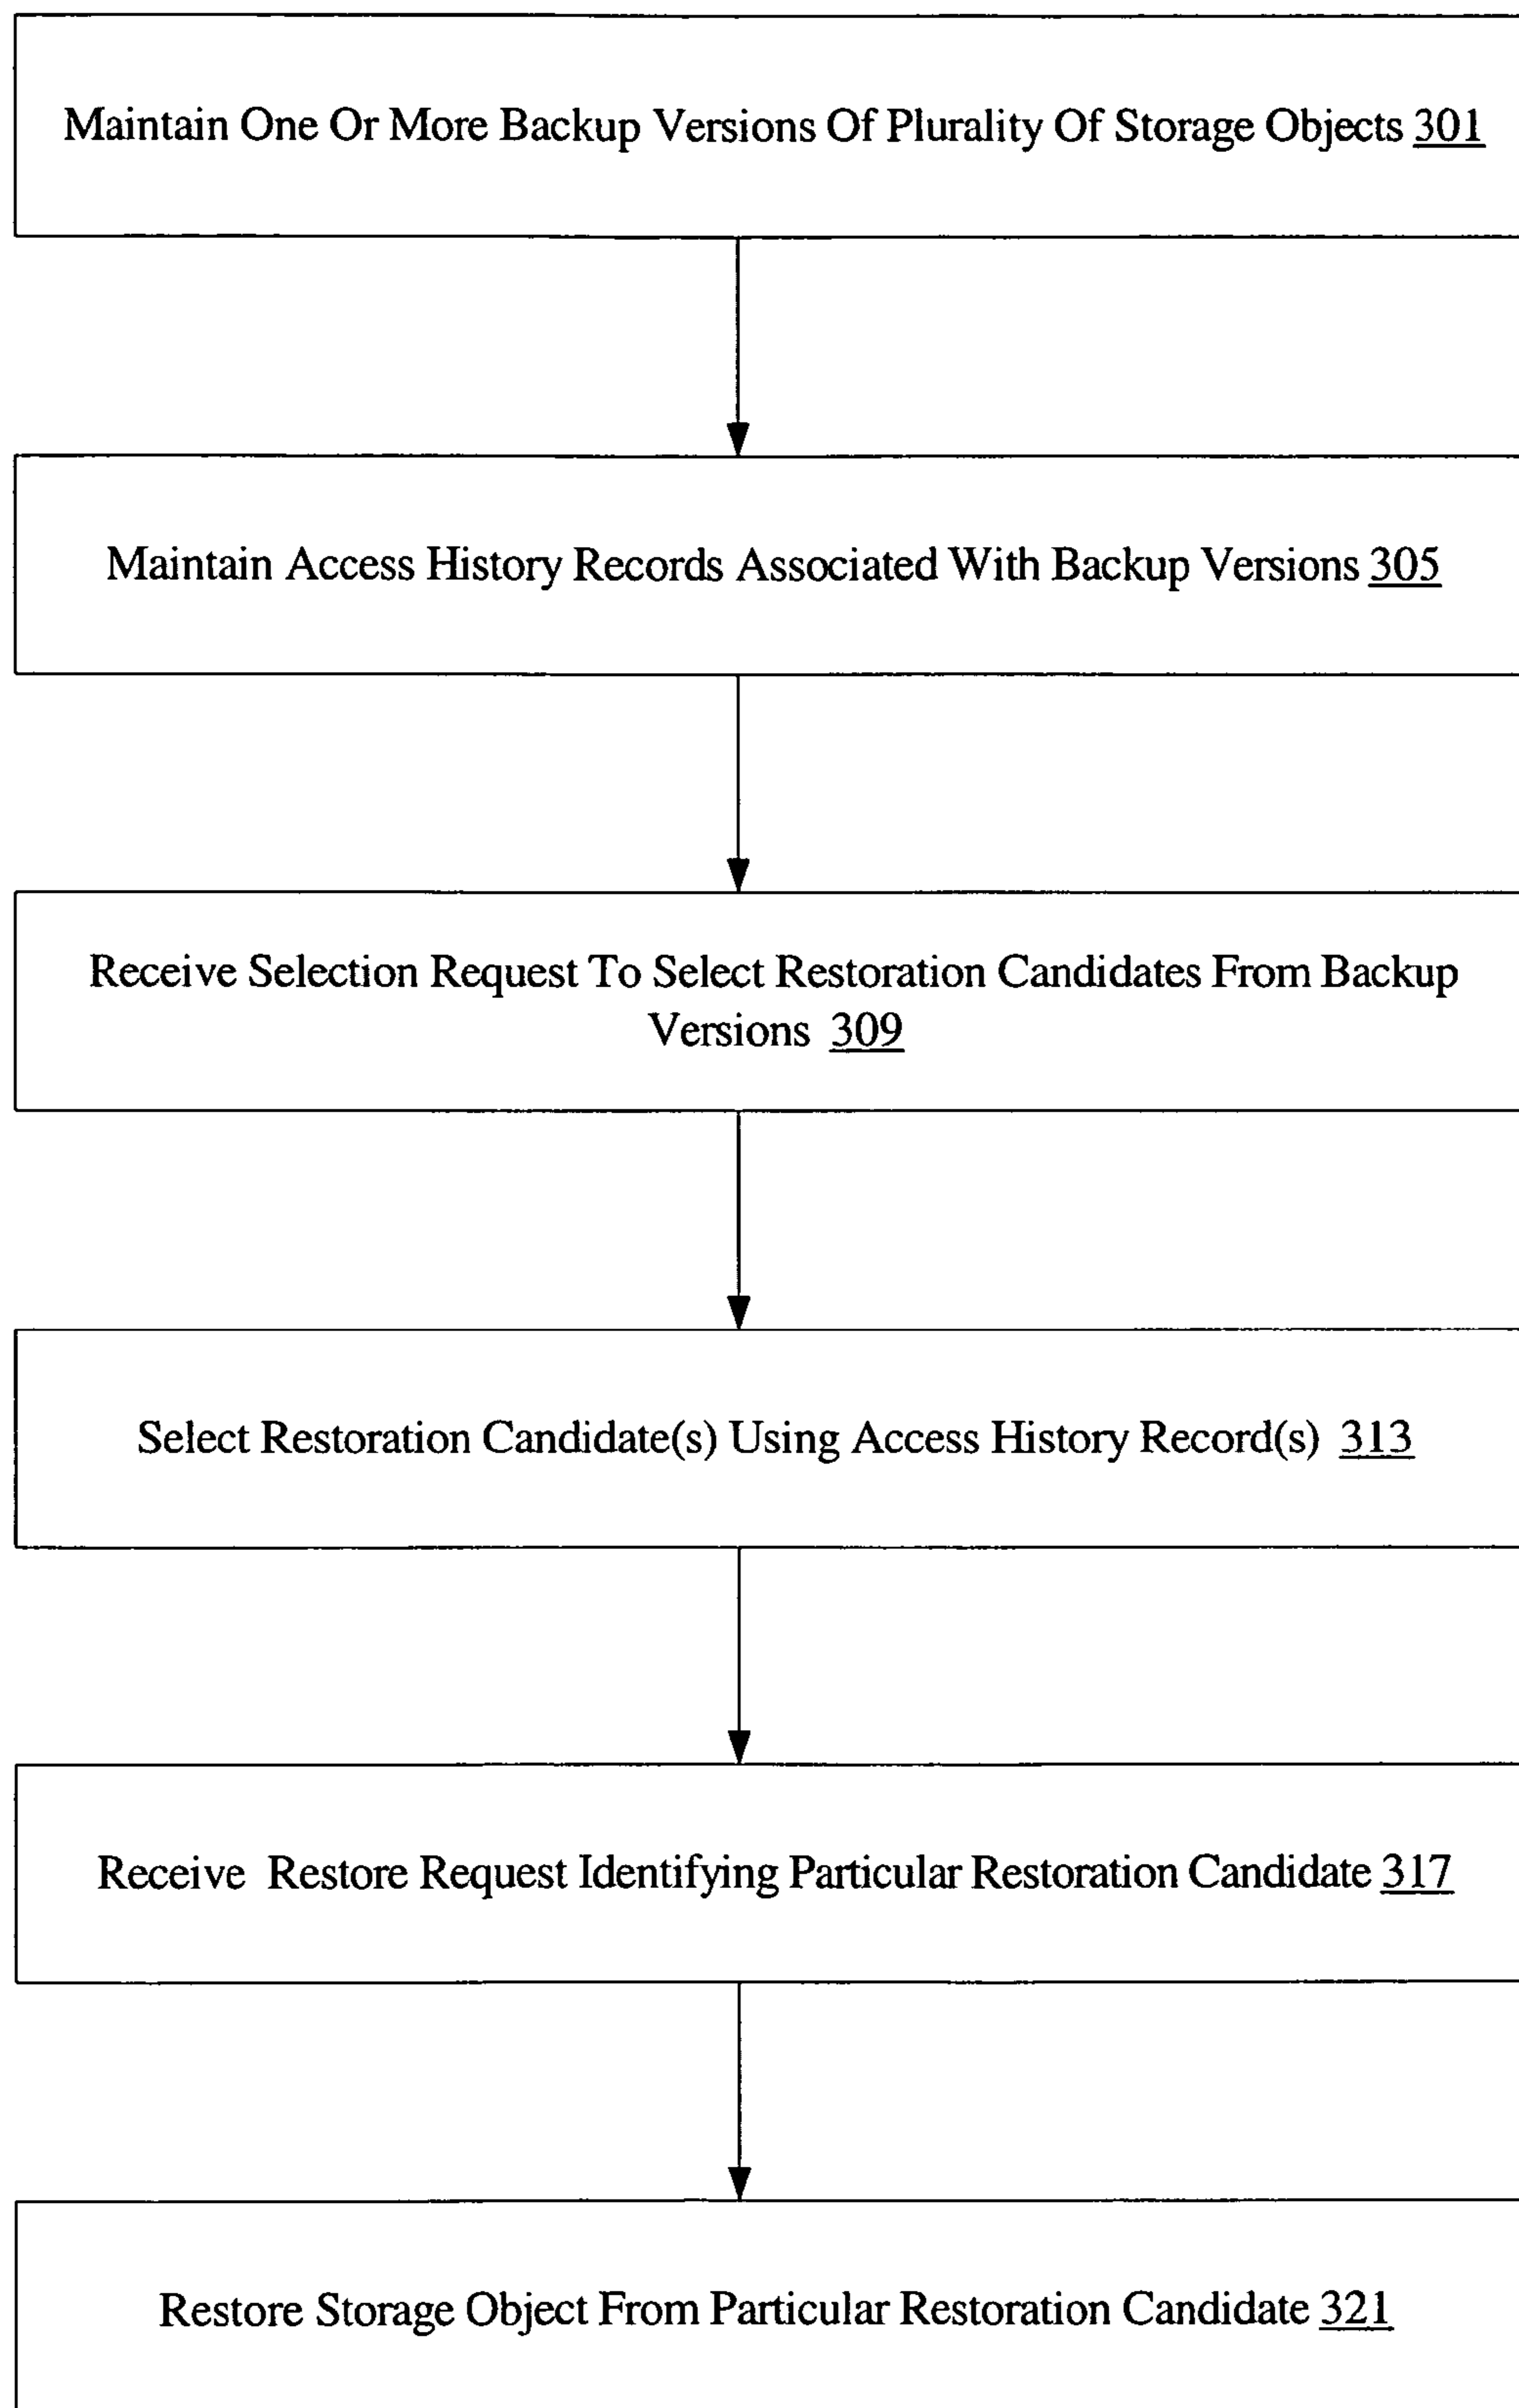 Maintain One Or More Backup Versions Of Plurality Of Storage Objects 301
Maintain Access History Records Associated With Backup Versions 305
Receive Selection Request To Select Restoration Candidates From Backup
Versions 309
Select Restoration Candidate(s) Using Access History Record(s) 313
Receive Restore Request Identifying Particular Restoration Candidate 317
Restore Storage Object From Particular Restoration Candidate 321